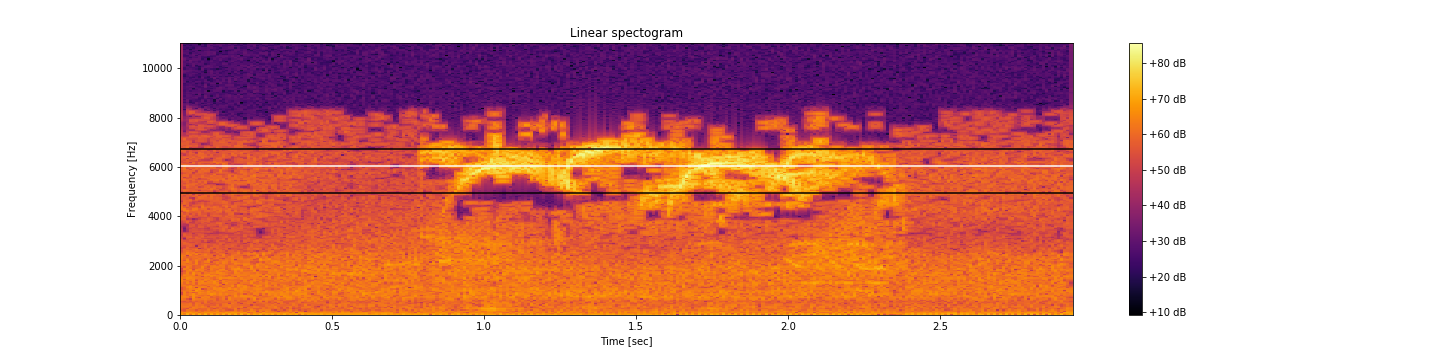 Linear spectogram
Frequency [Hz]
10000
8000
6000
4000
2000
0
0.0 0.5 1.0 1.5 2.0 2.5
Time [sec]
+80 dB
+70 dB
+60 dB
+50 dB
+40 dB
+30 dB
+20 dB
+10 dB